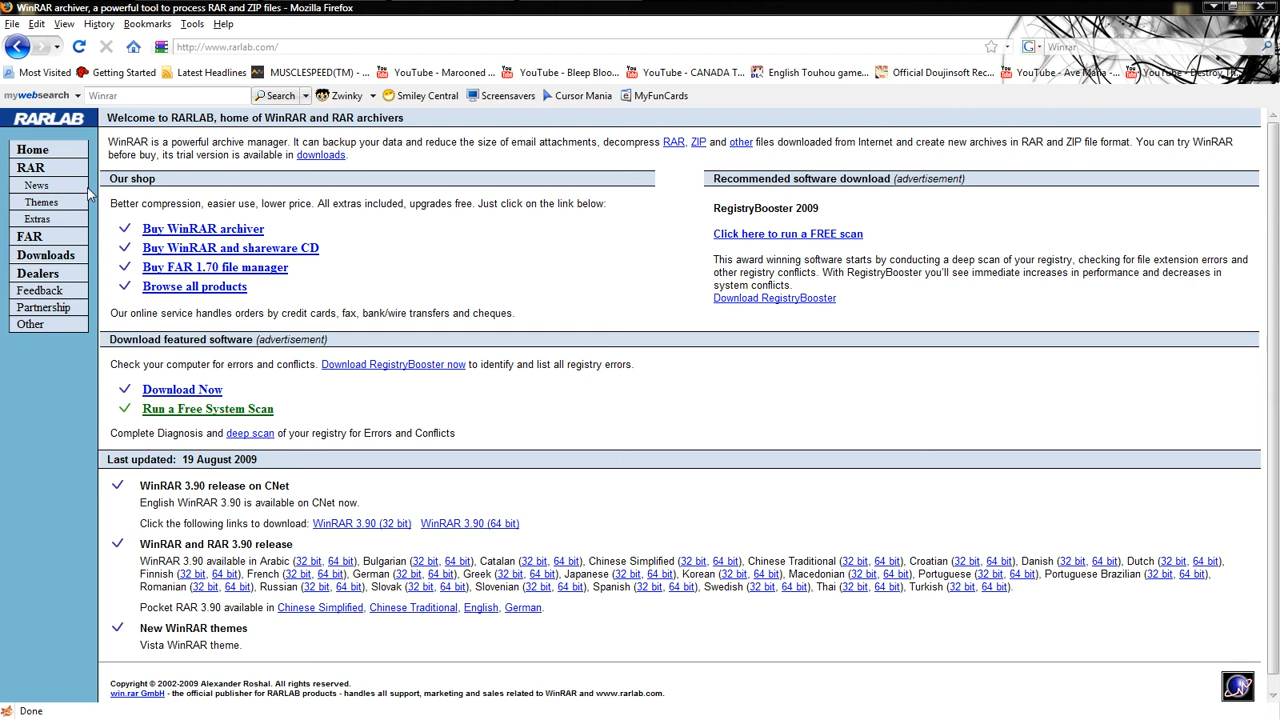 WinRAR archiver, a powerful tool to process RAR and ZIP files - Mozilla Firefox
File Edit View History Bookmarks Tools Help
http://www.rarlab.com/ Winrar
Most Visited Getting Started Latest Headlines MUSCLESPEED(TM) - ... YouTube - Marooned ... YouTube - Bleep Bloo... YouTube - CANADA T... English Touhou game... Official Doujinsoft Rec... YouTube - Ave Maria - ... YouTube - Destroy Th...
mywebsearch Winrar Search Zwinky Smiley Central Screensavers Cursor Mania MyFunCards
RARLAB
Home
RAR
News
Themes
Extras
FAR
Downloads
Dealers
Feedback
Partnership
Other
Welcome to RARLAB, home of WinRAR and RAR archivers
WinRAR is a powerful archive manager. It can backup your data and reduce the size of email attachments, decompress RAR, ZIP and other files downloaded from Internet and create new archives in RAR and ZIP file format. You can try WinRAR
before buy, its trial version is available in downloads.
Our shop
Better compression, easier use, lower price. All extras included, upgrades free. Just click on the link below:
Buy WinRAR archiver
Buy WinRAR and shareware CD
Buy FAR 1.70 file manager
Browse all products
Our online service handles orders by credit cards, fax, bank/wire transfers and cheques.
Recommended software download (advertisement)
RegistryBooster 2009
Click here to run a FREE scan
This award winning software starts by conducting a deep scan of your registry, checking for file extension errors and
other registry conflicts. With RegistryBooster you'll see immediate increases in performance and decreases in
system conflicts.
Download RegistryBooster
Download featured software (advertisement)
Check your computer for errors and conflicts. Download RegistryBooster now to identify and list all registry errors.
Download Now
Run a Free System Scan
Complete Diagnosis and deep scan of your registry for Errors and Conflicts
Last updated: 19 August 2009
WinRAR 3.90 release on CNet
English WinRAR 3.90 is available on CNet now.
Click the following links to download: WinRAR 3.90 (32 bit) WinRAR 3.90 (64 bit)
WinRAR and RAR 3.90 release
WinRAR 3.90 available in Arabic (32 bit, 64 bit), Bulgarian (32 bit, 64 bit), Catalan (32 bit, 64 bit), Chinese Simplified (32 bit, 64 bit), Chinese Traditional (32 bit, 64 bit), Croatian (32 bit, 64 bit), Danish (32 bit, 64 bit), Dutch (32 bit, 64 bit),
Finnish (32 bit, 64 bit), French (32 bit, 64 bit), German (32 bit, 64 bit), Greek (32 bit, 64 bit), Japanese (32 bit, 64 bit), Korean (32 bit, 64 bit), Macedonian (32 bit, 64 bit), Portuguese (32 bit, 64 bit), Portuguese Brazilian (32 bit, 64 bit),
Romanian (32 bit, 64 bit), Russian (32 bit, 64 bit), Slovak (32 bit, 64 bit), Slovenian (32 bit, 64 bit), Spanish (32 bit, 64 bit), Swedish (32 bit, 64 bit), Thai (32 bit, 64 bit), Turkish (32 bit, 64 bit).
Pocket RAR 3.90 available in Chinese Simplified, Chinese Traditional, English, German.
New WinRAR themes
Vista WinRAR theme.
Copyright © 2002-2009 Alexander Roshal. All rights reserved.
win.rar GmbH - the official publisher for RARLAB products - handles all support, marketing and sales related to WinRAR and www.rarlab.com.
Done